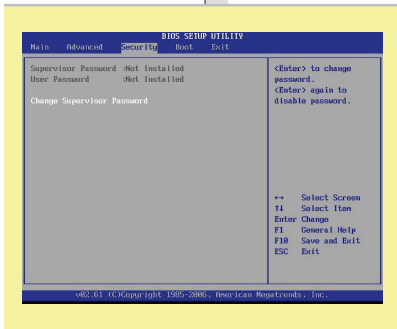 BIOS SETUP UTILITY
Main Advanced Security Boot Exit
Supervisor Password :Not Installed
User Password :Not Installed
Change Supervisor Password
<Enter> to change
password.
<Enter> again to
disable password.
←→ Select Screen
↑↓ Select Item
Enter Change
F1 General Help
F10 Save and Exit
ESC Exit
v02.61 (C)Copyright 1985-2006, American Megatrends, Inc.